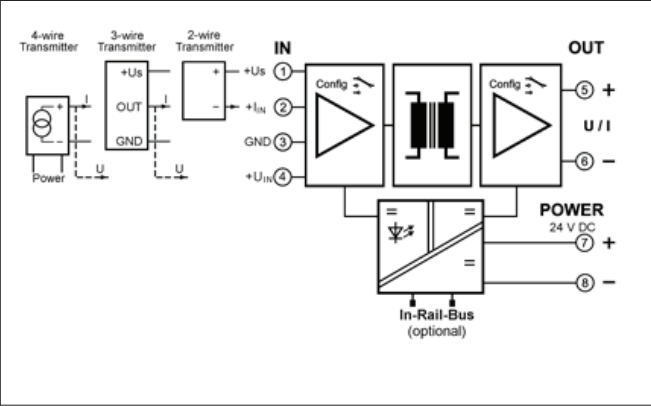 4-wire
Transmitter
3-wire
Transmitter
2-wire
Transmitter
IN
OUT
+Us
OUT
GND
+
−
I
U
Power
I
U
+
−
+Us 1
+IIN 2
GND 3
+UIN 4
Config
Config
5 +
U / I
6 −
POWER
24 V DC
7 +
8 −
In-Rail-Bus
(optional)